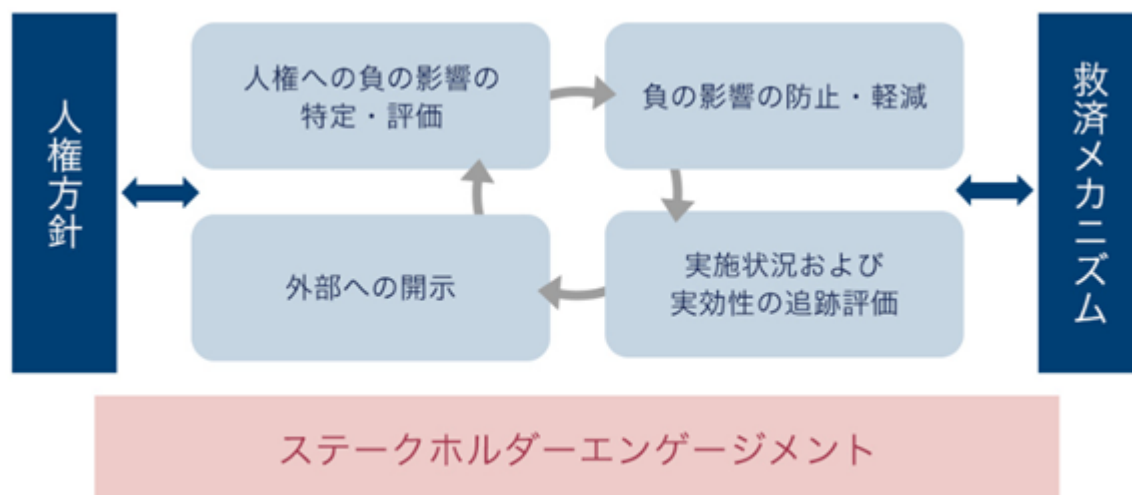 人権方針
人権への負の影響の
特定・評価
負の影響の防止・軽減
外部への開示
実施状況および
実効性の追跡評価
救済メカニズム
ステークホルダーエンゲージメント